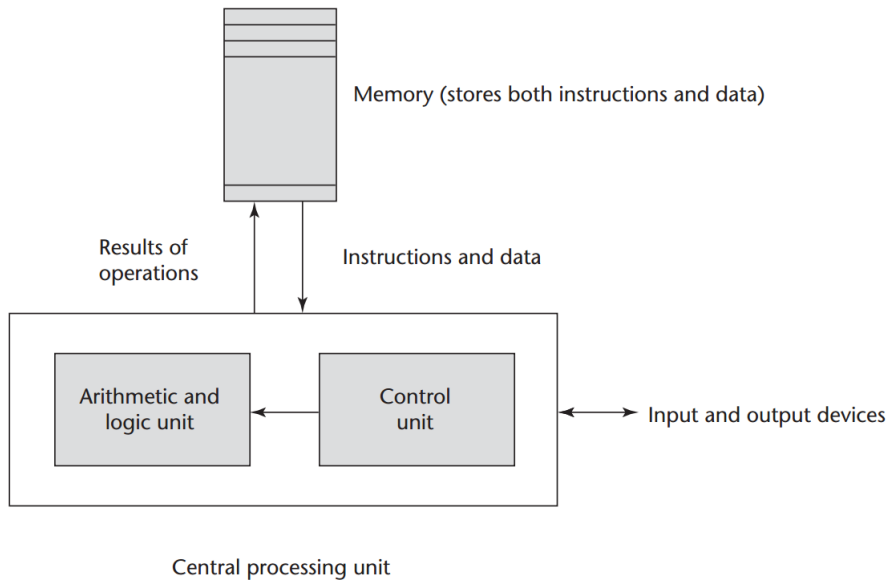 Memory (stores both instructions and data)
Results of
operations
Instructions and data
Arithmetic and
logic unit
Control
unit
Input and output devices
Central processing unit